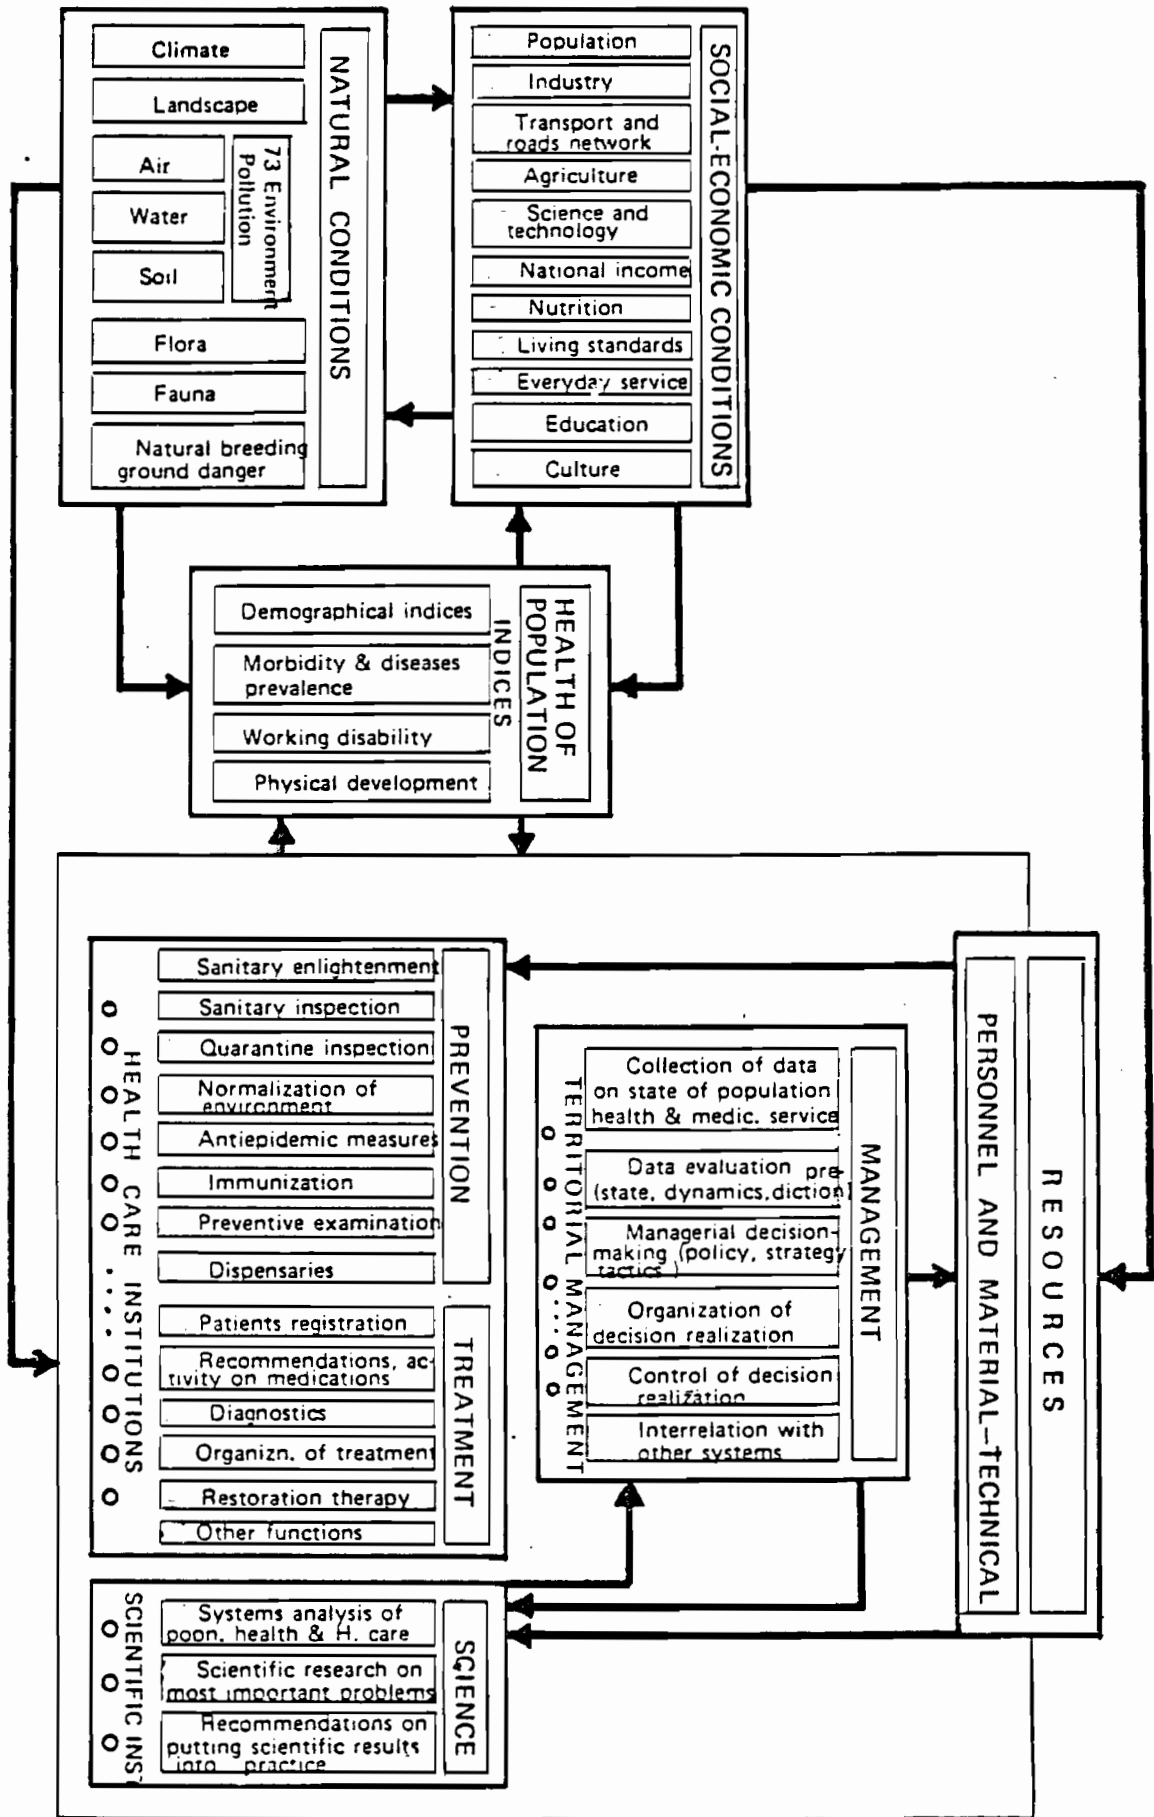 NATURAL CONDITIONS
Climate
Landscape
73 Environment
Pollution
Air
Water
Soil
Flora
Fauna
Natural breeding
ground danger
SOCIAL-ECONOMIC CONDITIONS
Population
Industry
Transport and
roads network
Agriculture
Science and
technology
National income
Nutrition
Living standards
Everyday service
Education
Culture
HEALTH OF
POPULATION
INDICES
Demographical indices
Morbidity & diseases
prevalence
Working disability
Physical development
RESOURCES
PERSONNEL AND MATERIAL-TECHNICAL
MANAGEMENT
Collection of data
on state of population
health & medic. service
Data evaluation pre
(state, dynamics, diction)
Managerial decision-
making (policy, strategy
tactics )
Organization of
decision realization
Control of decision
realization
Interrelation with
other systems
TERRITORIAL MANAGEMENT
PREVENTION
Sanitary enlightenment
Sanitary inspection
Quarantine inspection
Normalization of
environment
Antiepidemic measures
Immunization
Preventive examination
Dispensaries
TREATMENT
Patients registration
Recommendations, ac-
tivity on medications
Diagnostics
Organizn. of treatment
Restoration therapy
Other functions
HEALTH CARE INSTITUTIONS
SCIENCE
Systems analysis of
popn. health & H. care
Scientific research on
most important problems
Recommendations on
putting scientific results
into practice
SCIENTIFIC INS